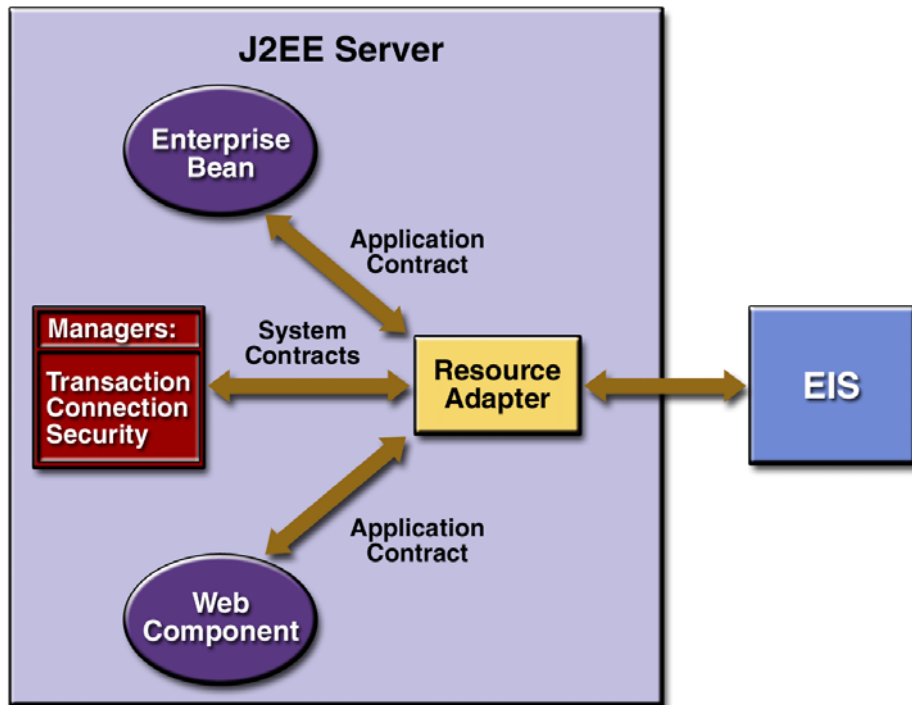 J2EE Server
Enterprise
Bean
Application
Contract
Managers:
Transaction
Connection
Security
System
Contracts
Resource
Adapter
EIS
Application
Contract
Web
Component